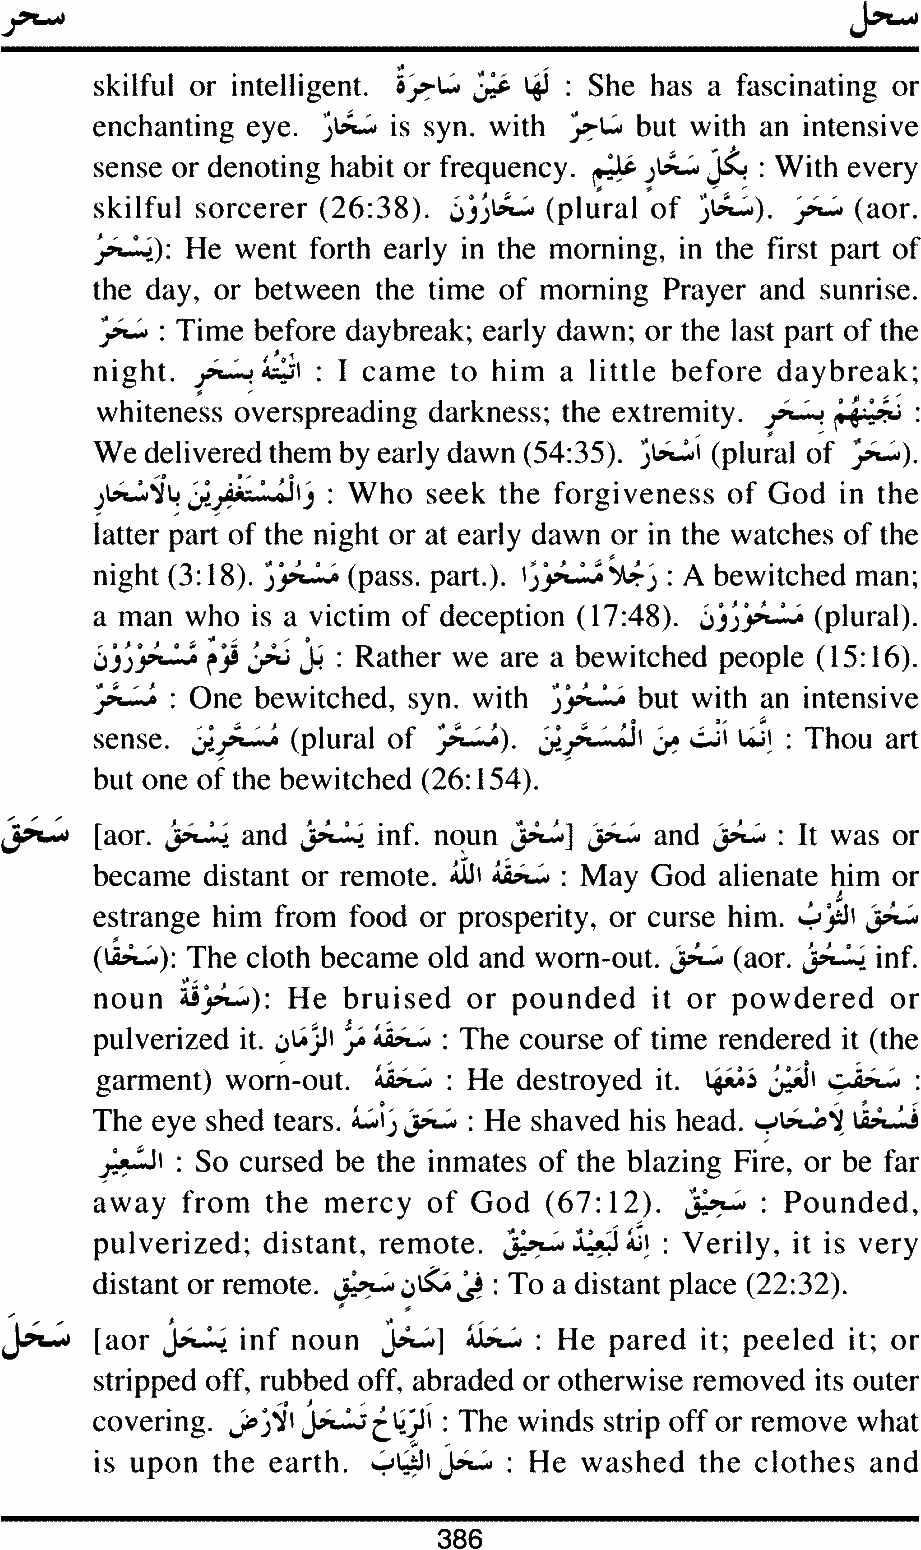 سحر سحل
skilful or intelligent. لَهَا عَيْنٌ سَاحِرَةٌ : She has a fascinating or
enchanting eye. سَحَّارٌ is syn. with سَاحِرٌ but with an intensive
sense or denoting habit or frequency. بِكُلِّ سَحَّارٍ عَلِيْمٍ : With every
skilful sorcerer (26:38). سَحَّارُوْنَ (plural of سَحَّارٌ). سَحَرَ (aor.
يَسْحَرُ): He went forth early in the morning, in the first part of
the day, or between the time of morning Prayer and sunrise.
سَحَرٌ : Time before daybreak; early dawn; or the last part of the
night. اَتَيْتُهُ بِسَحَرٍ : I came to him a little before daybreak;
whiteness overspreading darkness; the extremity. نَجَّيْنٰهُمْ بِسَحَرٍ :
We delivered them by early dawn (54:35). اَسْحَارٌ (plural of سَحَرٌ).
وَالْمُسْتَغْفِرِيْنَ بِالْاَسْحَارِ : Who seek the forgiveness of God in the
latter part of the night or at early dawn or in the watches of the
night (3:18). مَسْحُوْرٌ (pass. part.). رَجُلًا مَّسْحُوْرًا : A bewitched man;
a man who is a victim of deception (17:48). مَسْحُوْرُوْنَ (plural).
بَلْ نَحْنُ قَوْمٌ مَّسْحُوْرُوْنَ : Rather we are a bewitched people (15:16).
مُسَحَّرٌ : One bewitched, syn. with مَسْحُوْرٌ but with an intensive
sense. مُسَحَّرِيْنَ (plural of مُسَحَّرٌ). اِنَّمَا اَنْتَ مِنَ الْمُسَحَّرِيْنَ : Thou art
but one of the bewitched (26:154).
سَحَقَ [aor. يَسْحَقُ and يَسْحُقُ inf. noun سُحْقٌ] سَحِقَ and سَحُقَ : It was or
became distant or remote. سَحَقَهُ اللّٰهُ : May God alienate him or
estrange him from food or prosperity, or curse him. سَحَقَ الثَّوْبُ
(سَحْقًا): The cloth became old and worn-out. سَحُقَ (aor. يَسْحُقُ inf.
noun سَحُوْقَةٌ): He bruised or pounded it or powdered or
pulverized it. سَحَقَهُ مَرُّ الزَّمَانِ : The course of time rendered it (the
garment) worn-out. سَحَقَهُ : He destroyed it. سَحَقَتِ الْعَيْنُ دَمْعَهَا :
The eye shed tears. سَحَقَ رَأْسَهُ : He shaved his head. فَسُحْقًا لِّاَصْحَابِ
السَّعِيْرِ : So cursed be the inmates of the blazing Fire, or be far
away from the mercy of God (67:12). سَحِيْقٌ : Pounded,
pulverized; distant, remote. اِنَّهُ لَبَعِيْدٌ سَحِيْقٌ : Verily, it is very
distant or remote. فِىْ مَكَانٍ سَحِيْقٍ : To a distant place (22:32).
سَحَلَ [aor يَسْحَلُ inf noun سَحْلٌ] سَحَلَهُ : He pared it; peeled it; or
stripped off, rubbed off, abraded or otherwise removed its outer
covering. اَلرِّيَاحُ تَسْحَلُ الْاَرْضَ : The winds strip off or remove what
is upon the earth. سَحَلَ الثِّيَابَ : He washed the clothes and
386